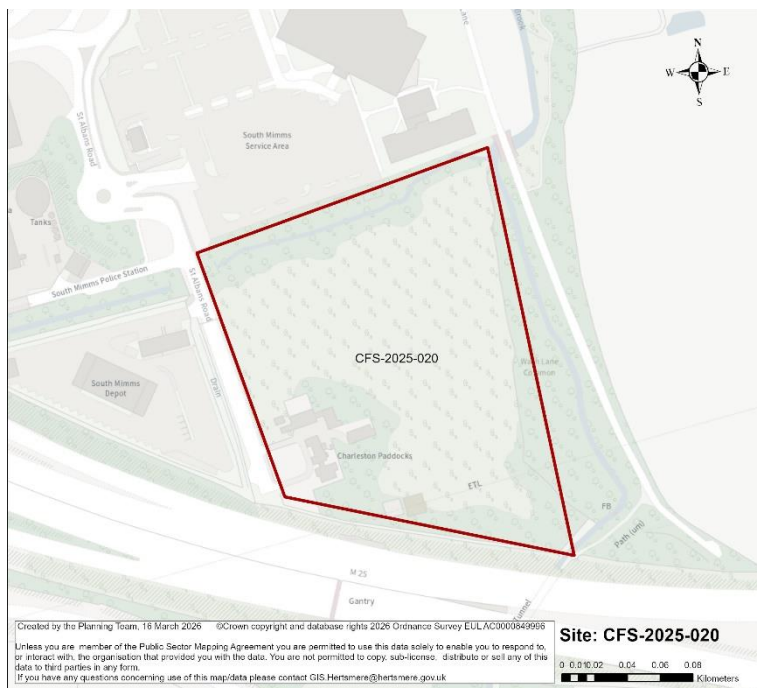 Lane
Brook
N
W E
S
South Mimms
Service Area
St Albans Road
Tanks
South Mimms Police Station
St Albans Road
CFS-2025-020
Drain
South Mimms
Depot
Common
Charleston Paddocks
ETL
FB
Path (um)
M 25
Gantry
Tunnel
Created by the Planning Team, 16 March 2026 ©Crown copyright and database rights 2026 Ordnance Survey EUL AC0000849996
Unless you are member of the Public Sector Mapping Agreement you are permitted to use this data solely to enable you to respond to,
or interact with, the organisation that provided you with the data. You are not permitted to copy, sub-license, distribute or sell any of this
data to third parties in any form.
If you have any questions concerning use of this map/data please contact GIS.Hertsmere@hertsmere.gov.uk
Site: CFS-2025-020
0 0.01 0.02 0.04 0.06 0.08
Kilometers